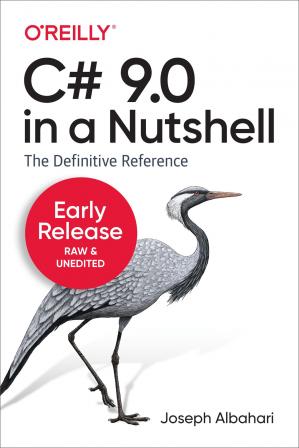 O'REILLY®
C# 9.0
in a Nutshell
The Definitive Reference
Early
Release
RAW &
UNEDITED
Joseph Albahari